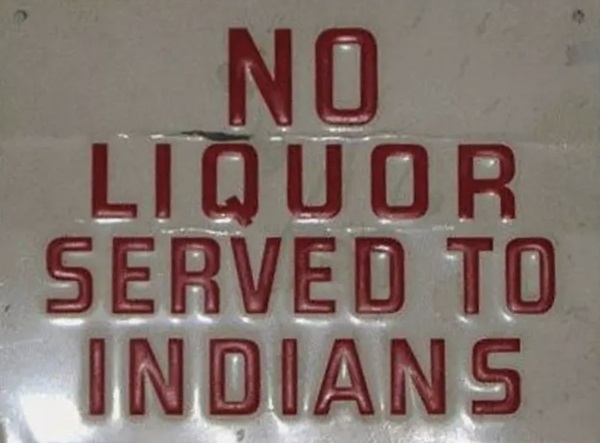 NO
LIQUOR
SERVED TO
INDIANS